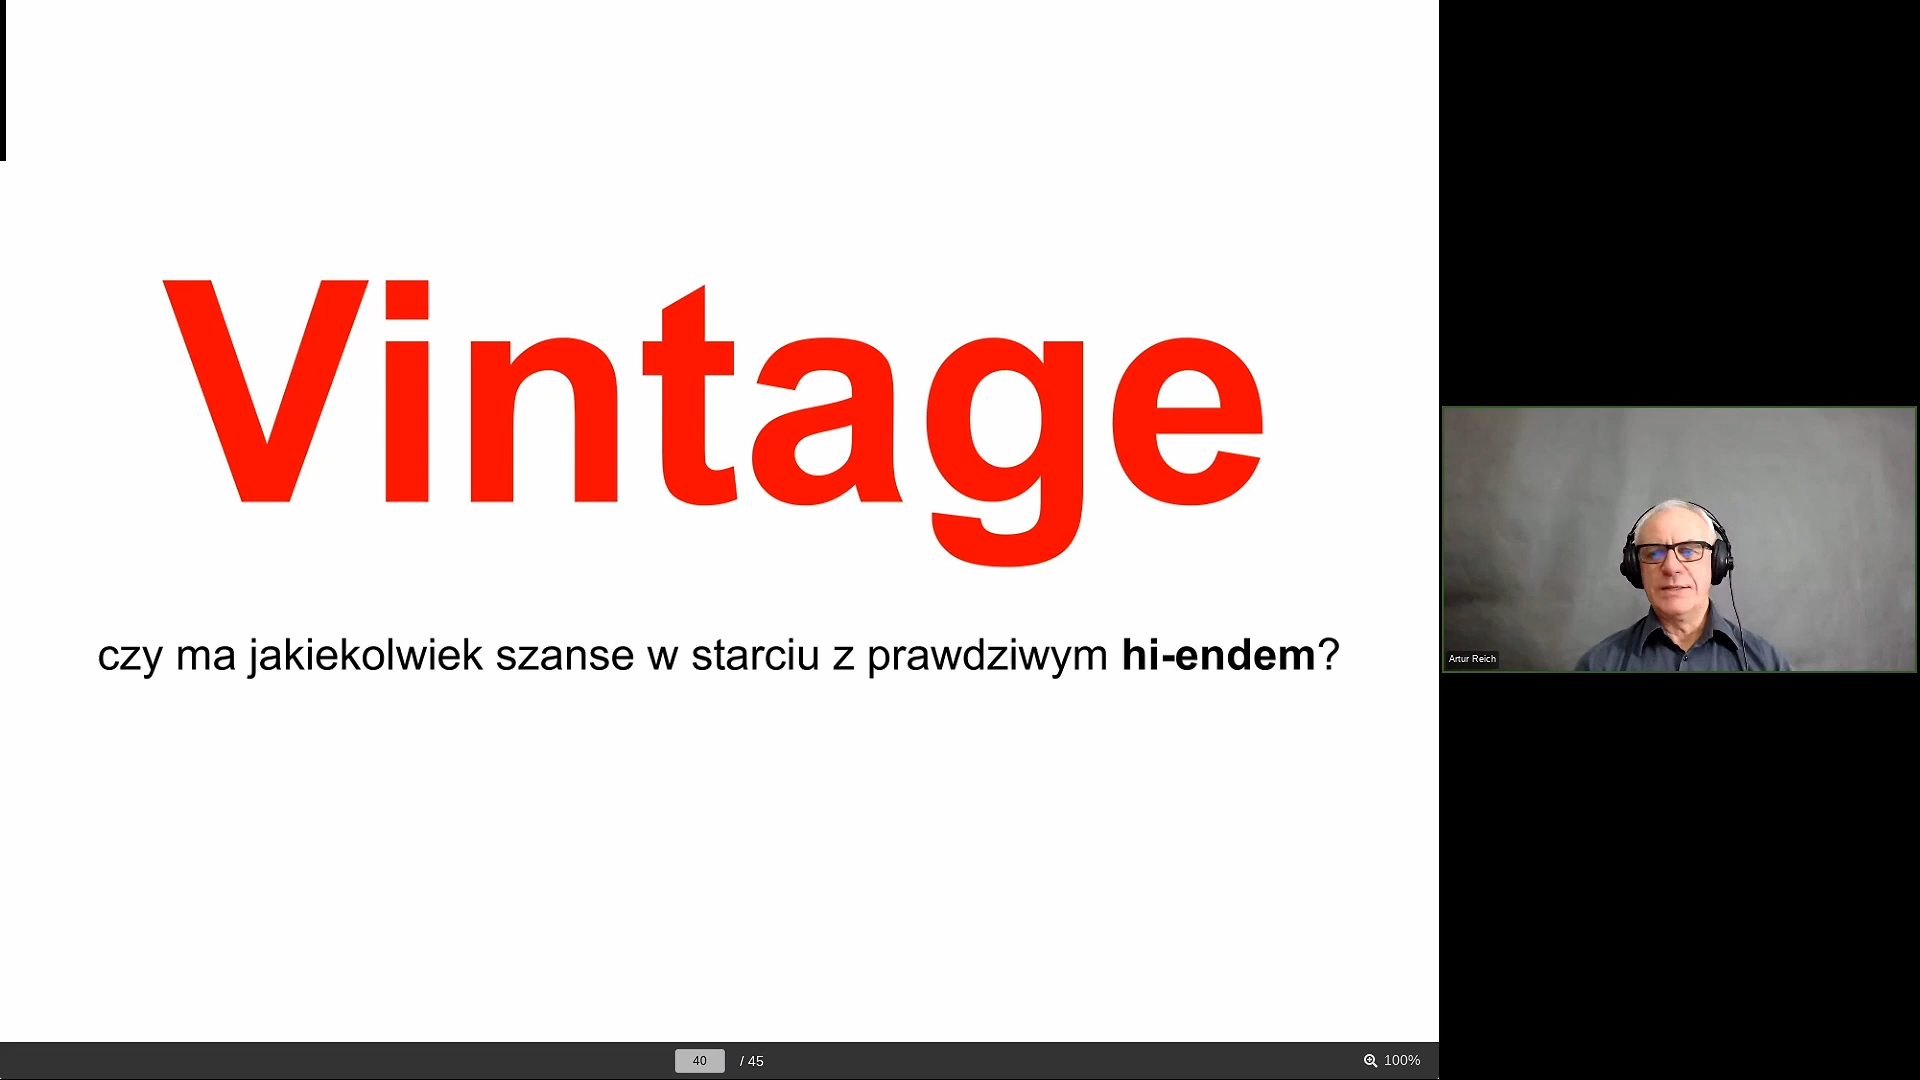 Vintage
czy ma jakiekolwiek szanse w starciu z prawdziwym hi-endem?
Artur Reich
40 / 45
100%